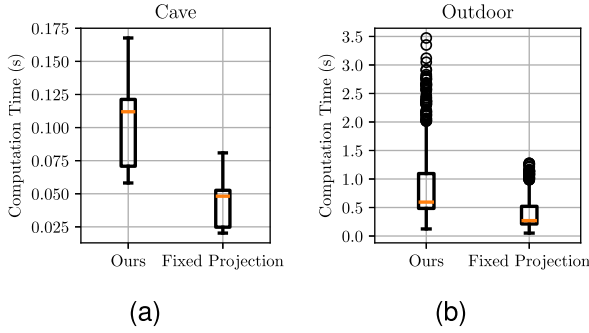 Cave
Computation Time (s)
0.175
0.150
0.125
0.100
0.075
0.050
0.025
Ours Fixed Projection
(a)
Outdoor
Computation Time (s)
3.5
3.0
2.5
2.0
1.5
1.0
0.5
0.0
Ours Fixed Projection
(b)